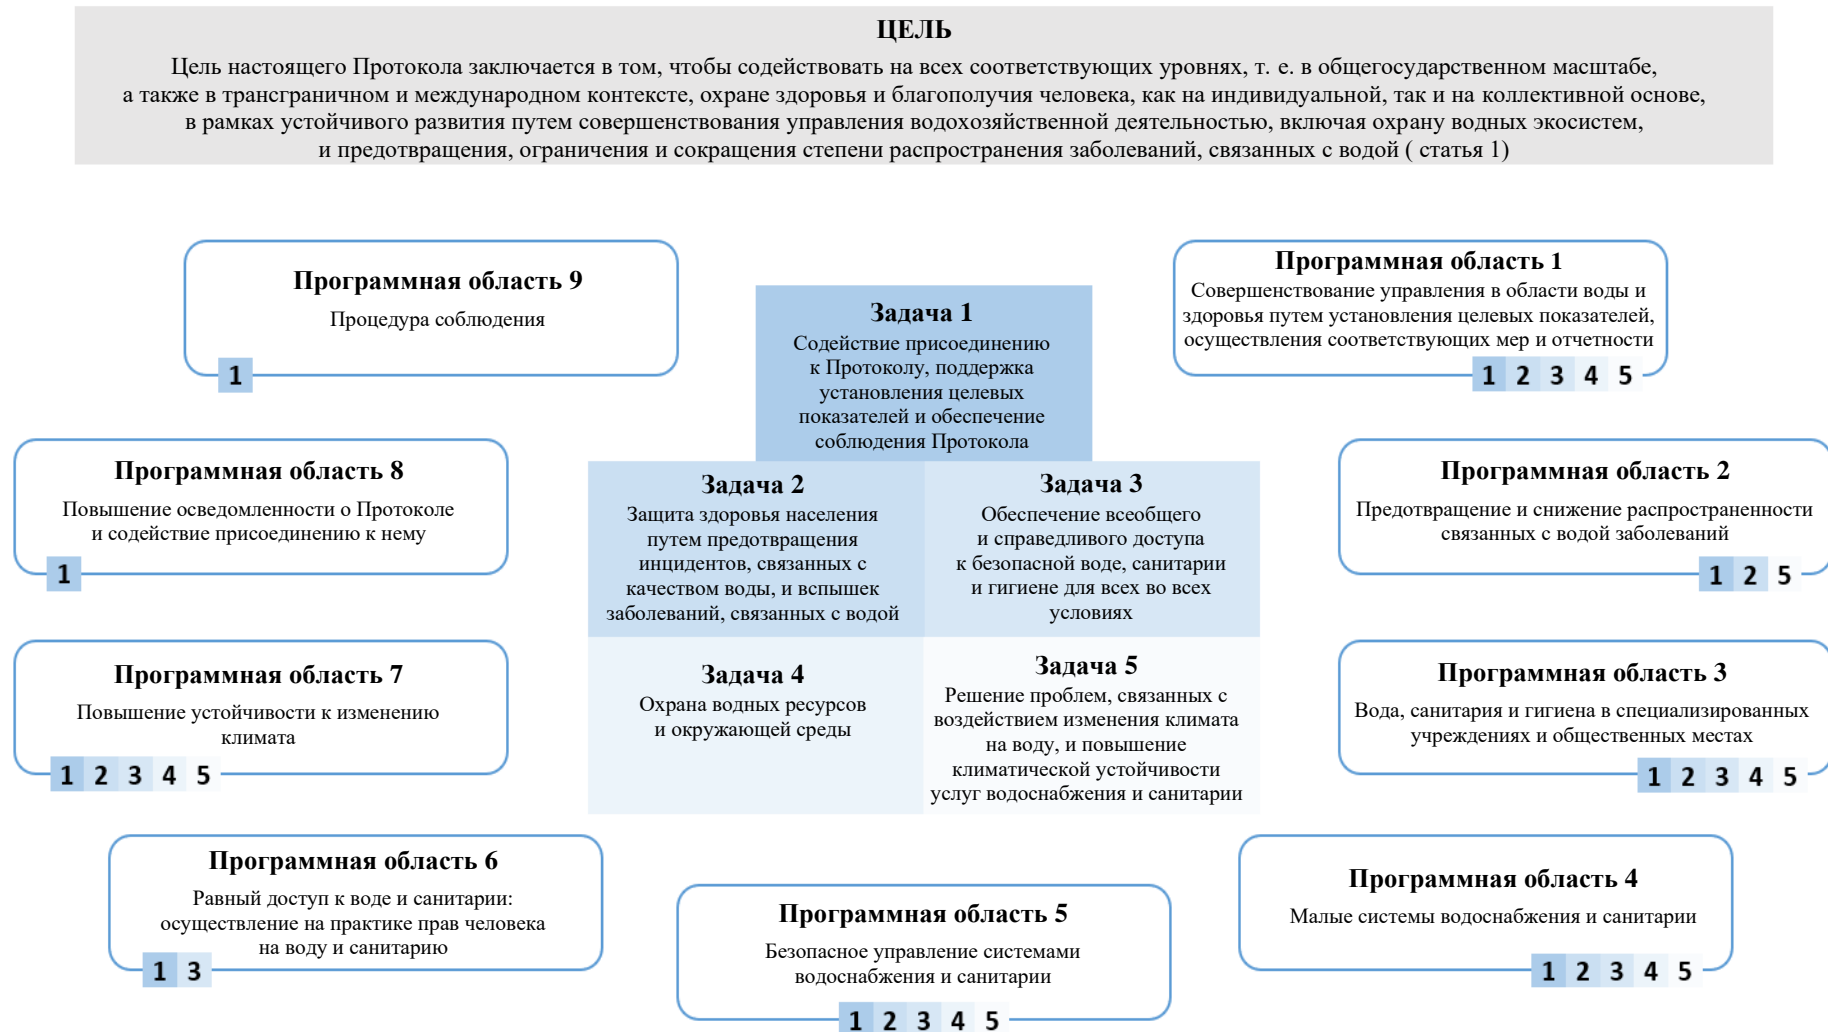 ЦЕЛЬ
Цель настоящего Протокола заключается в том, чтобы содействовать на всех соответствующих уровнях, т. е. в общегосударственном масштабе,
а также в трансграничном и международном контексте, охране здоровья и благополучия человека, как на индивидуальной, так и на коллективной основе,
в рамках устойчивого развития путем совершенствования управления водохозяйственной деятельностью, включая охрану водных экосистем,
и предотвращения, ограничения и сокращения степени распространения заболеваний, связанных с водой ( статья 1)
Программная область 9
Процедура соблюдения
1
Задача 1
Содействие присоединению
к Протоколу, поддержка
установления целевых
показателей и обеспечение
соблюдения Протокола
Программная область 1
Совершенствование управления в области воды и
здоровья путем установления целевых показателей,
осуществления соответствующих мер и отчетности
1 2 3 4 5
Программная область 8
Повышение осведомленности о Протоколе
и содействие присоединению к нему
1
Задача 2
Защита здоровья населения
путем предотвращения
инцидентов, связанных с
качеством воды, и вспышек
заболеваний, связанных с водой
Задача 3
Обеспечение всеобщего
и справедливого доступа
к безопасной воде, санитарии
и гигиене для всех во всех
условиях
Программная область 2
Предотвращение и снижение распространенности
связанных с водой заболеваний
1 2 5
Программная область 7
Повышение устойчивости к изменению
климата
1 2 3 4 5
Задача 4
Охрана водных ресурсов
и окружающей среды
Задача 5
Решение проблем, связанных с
воздействием изменения климата
на воду, и повышение
климатической устойчивости
услуг водоснабжения и санитарии
Программная область 3
Вода, санитария и гигиена в специализированных
учреждениях и общественных местах
1 2 3 4 5
Программная область 6
Равный доступ к воде и санитарии:
осуществление на практике прав человека
на воду и санитарию
1 3
Программная область 5
Безопасное управление системами
водоснабжения и санитарии
1 2 3 4 5
Программная область 4
Малые системы водоснабжения и санитарии
1 2 3 4 5